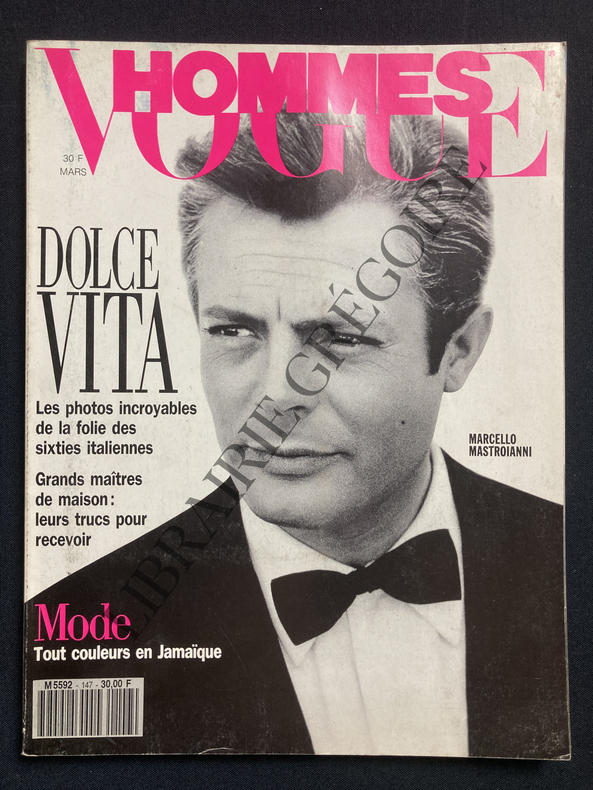 HOMMES
VOGUE
30 F
MARS
DOLCE
VITA
Les photos incroyables
de la folie des
sixties italiennes
Grands maîtres
de maison :
leurs trucs pour
recevoir
MARCELLO
MASTROIANNI
Mode
Tout couleurs en Jamaïque
M 5592 - 147 - 30,00 F
LIBRAIRIE GRÉGOIRE